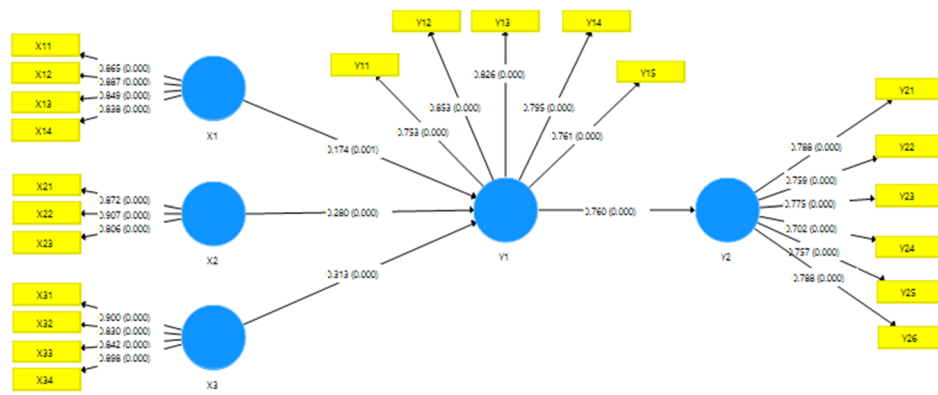 X11
X12
X13
X14
0.865 (0.000)
0.887 (0.000)
0.849 (0.000)
0.838 (0.000)
X1
X21
X22
X23
0.872 (0.000)
0.907 (0.000)
0.806 (0.000)
X2
X31
X32
X33
X34
0.900 (0.000)
0.830 (0.000)
0.842 (0.000)
0.898 (0.000)
X3
0.174 (0.001)
0.280 (0.000)
0.313 (0.000)
Y11
Y12
Y13
Y14
Y15
0.753 (0.000)
0.853 (0.000)
0.826 (0.000)
0.795 (0.000)
0.761 (0.000)
Y1
0.760 (0.000)
Y2
0.788 (0.000)
0.759 (0.000)
0.775 (0.000)
0.702 (0.000)
0.757 (0.000)
0.788 (0.000)
Y21
Y22
Y23
Y24
Y25
Y26